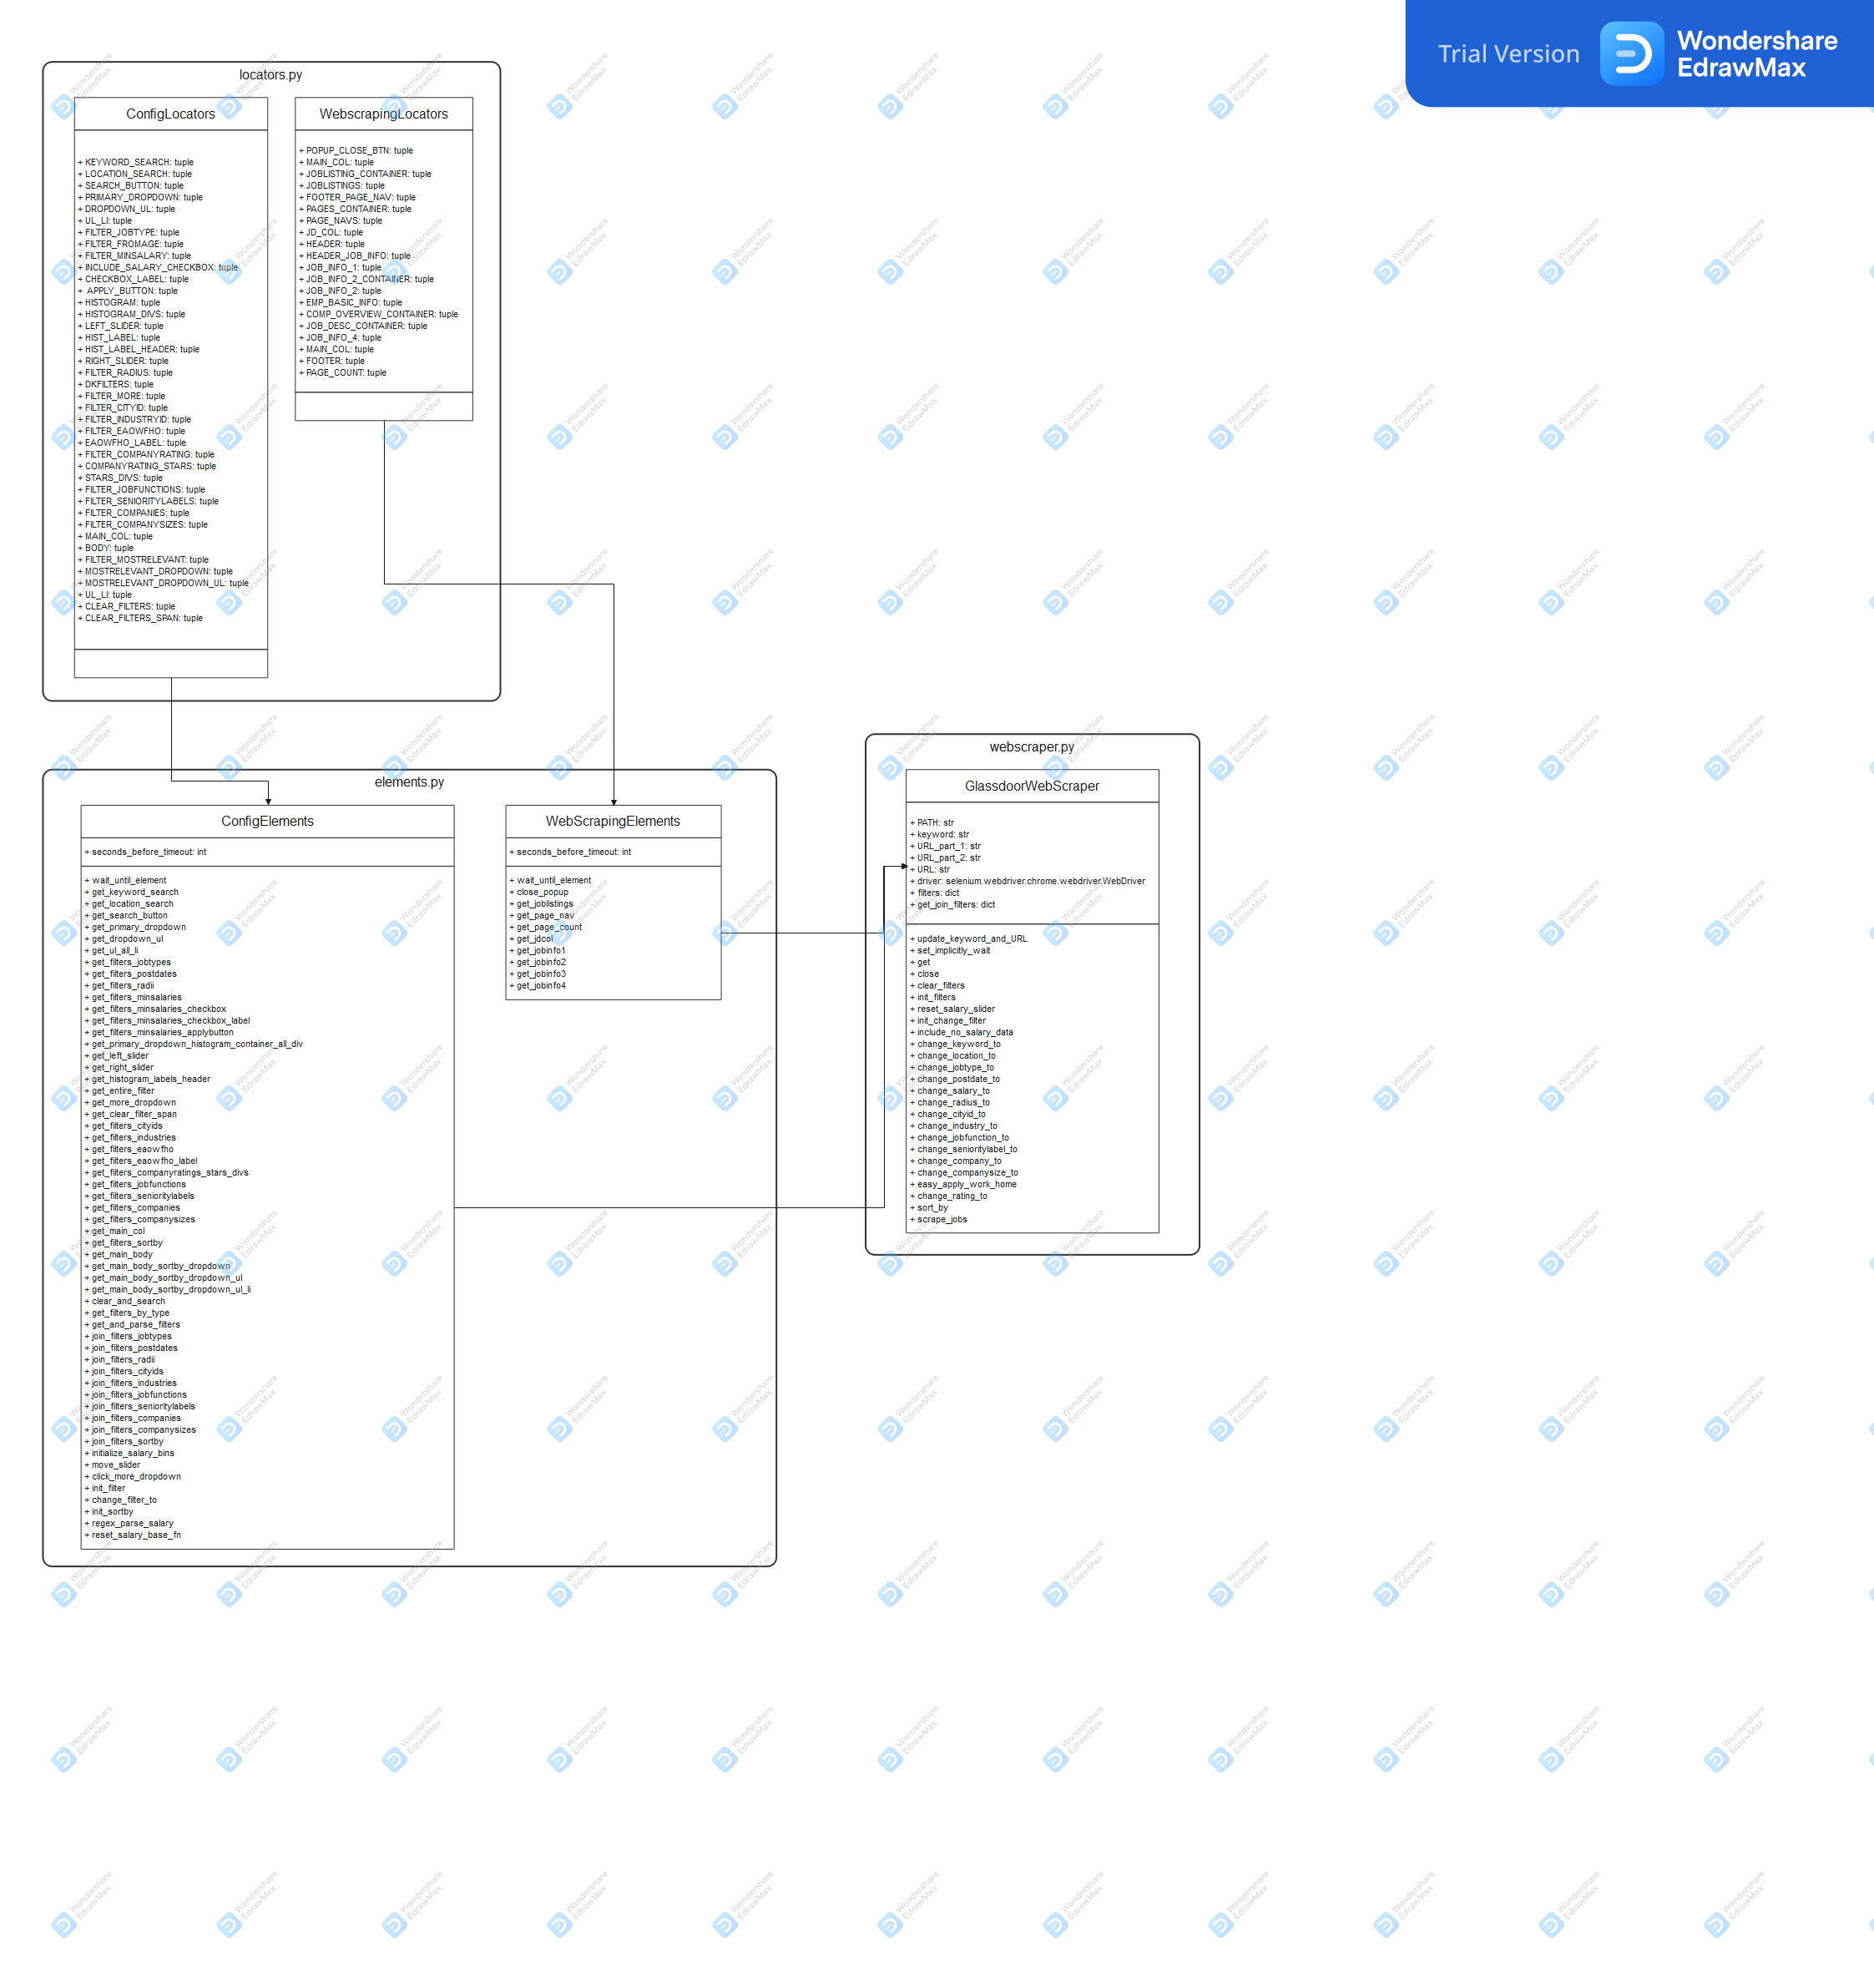 Trial Version
Wondershare
EdrawMax
locators.py
ConfigLocators
+ KEYWORD_SEARCH: tuple
+ LOCATION_SEARCH: tuple
+ SEARCH_BUTTON: tuple
+ PRIMARY_DROPDOWN: tuple
+ DROPDOWN_UL: tuple
+ UL_LI: tuple
+ FILTER_JOBTYPE: tuple
+ FILTER_FROMAGE: tuple
+ FILTER_MINSALARY: tuple
+ INCLUDE_SALARY_CHECKBOX: tuple
+ CHECKBOX_LABEL: tuple
+ APPLY_BUTTON: tuple
+ HISTOGRAM: tuple
+ HISTOGRAM_DIVS: tuple
+ LEFT_SLIDER: tuple
+ HIST_LABEL: tuple
+ HIST_LABEL_HEADER: tuple
+ RIGHT_SLIDER: tuple
+ FILTER_RADIUS: tuple
+ DKFILTERS: tuple
+ FILTER_MORE: tuple
+ FILTER_CITYID: tuple
+ FILTER_INDUSTRYID: tuple
+ FILTER_EAOWFHO: tuple
+ EAOWFHO_LABEL: tuple
+ FILTER_COMPANYRATING: tuple
+ COMPANYRATING_STARS: tuple
+ STARS_DIVS: tuple
+ FILTER_JOBFUNCTIONS: tuple
+ FILTER_SENIORITYLABELS: tuple
+ FILTER_COMPANIES: tuple
+ FILTER_COMPANYSIZES: tuple
+ MAIN_COL: tuple
+ BODY: tuple
+ FILTER_MOSTRELEVANT: tuple
+ MOSTRELEVANT_DROPDOWN: tuple
+ MOSTRELEVANT_DROPDOWN_UL: tuple
+ UL_LI: tuple
+ CLEAR_FILTERS: tuple
+ CLEAR_FILTERS_SPAN: tuple
WebscrapingLocators
+ POPUP_CLOSE_BTN: tuple
+ MAIN_COL: tuple
+ JOBLISTING_CONTAINER: tuple
+ JOBLISTINGS: tuple
+ FOOTER_PAGE_NAV: tuple
+ PAGES_CONTAINER: tuple
+ PAGE_NAVS: tuple
+ JD_COL: tuple
+ HEADER: tuple
+ HEADER_JOB_INFO: tuple
+ JOB_INFO_1: tuple
+ JOB_INFO_2_CONTAINER: tuple
+ JOB_INFO_2: tuple
+ EMP_BASIC_INFO: tuple
+ COMP_OVERVIEW_CONTAINER: tuple
+ JOB_DESC_CONTAINER: tuple
+ JOB_INFO_4: tuple
+ MAIN_COL: tuple
+ FOOTER: tuple
+ PAGE_COUNT: tuple
elements.py
ConfigElements
+ seconds_before_timeout: int
+ wait_until_element
+ get_keyword_search
+ get_location_search
+ get_search_button
+ get_primary_dropdown
+ get_dropdown_ul
+ get_ul_all_li
+ get_filters_jobtypes
+ get_filters_postdates
+ get_filters_radii
+ get_filters_minsalaries
+ get_filters_minsalaries_checkbox
+ get_filters_minsalaries_checkbox_label
+ get_filters_minsalaries_applybutton
+ get_primary_dropdown_histogram_container_all_div
+ get_left_slider
+ get_right_slider
+ get_histogram_labels_header
+ get_entire_filter
+ get_more_dropdown
+ get_clear_filter_span
+ get_filters_cityids
+ get_filters_industries
+ get_filters_eaowfho
+ get_filters_eaowfho_label
+ get_filters_companyratings_stars_divs
+ get_filters_jobfunctions
+ get_filters_senioritylabels
+ get_filters_companies
+ get_filters_companysizes
+ get_main_col
+ get_filters_sortby
+ get_main_body
+ get_main_body_sortby_dropdown
+ get_main_body_sortby_dropdown_ul
+ get_main_body_sortby_dropdown_ul_li
+ clear_and_search
+ get_filters_by_type
+ get_and_parse_filters
+ join_filters_jobtypes
+ join_filters_postdates
+ join_filters_radii
+ join_filters_cityids
+ join_filters_industries
+ join_filters_jobfunctions
+ join_filters_senioritylabels
+ join_filters_companies
+ join_filters_companysizes
+ join_filters_sortby
+ initialize_salary_bins
+ move_slider
+ click_more_dropdown
+ init_filter
+ change_filter_to
+ init_sortby
+ regex_parse_salary
+ reset_salary_base_fn
WebScrapingElements
+ seconds_before_timeout: int
+ wait_until_element
+ close_popup
+ get_joblistings
+ get_page_nav
+ get_page_count
+ get_jdcol
+ get_jobinfo1
+ get_jobinfo2
+ get_jobinfo3
+ get_jobinfo4
webscraper.py
GlassdoorWebScraper
+ PATH: str
+ keyword: str
+ URL_part_1: str
+ URL_part_2: str
+ URL: str
+ driver: selenium.webdriver.chrome.webdriver.WebDriver
+ filters: dict
+ get_join_filters: dict
+ update_keyword_and_URL
+ set_implicitly_wait
+ get
+ close
+ clear_filters
+ init_filters
+ reset_salary_slider
+ init_change_filter
+ include_no_salary_data
+ change_keyword_to
+ change_location_to
+ change_jobtype_to
+ change_postdate_to
+ change_salary_to
+ change_radius_to
+ change_cityid_to
+ change_industry_to
+ change_jobfunction_to
+ change_senioritylabel_to
+ change_company_to
+ change_companysize_to
+ easy_apply_work_home
+ change_rating_to
+ sort_by
+ scrape_jobs